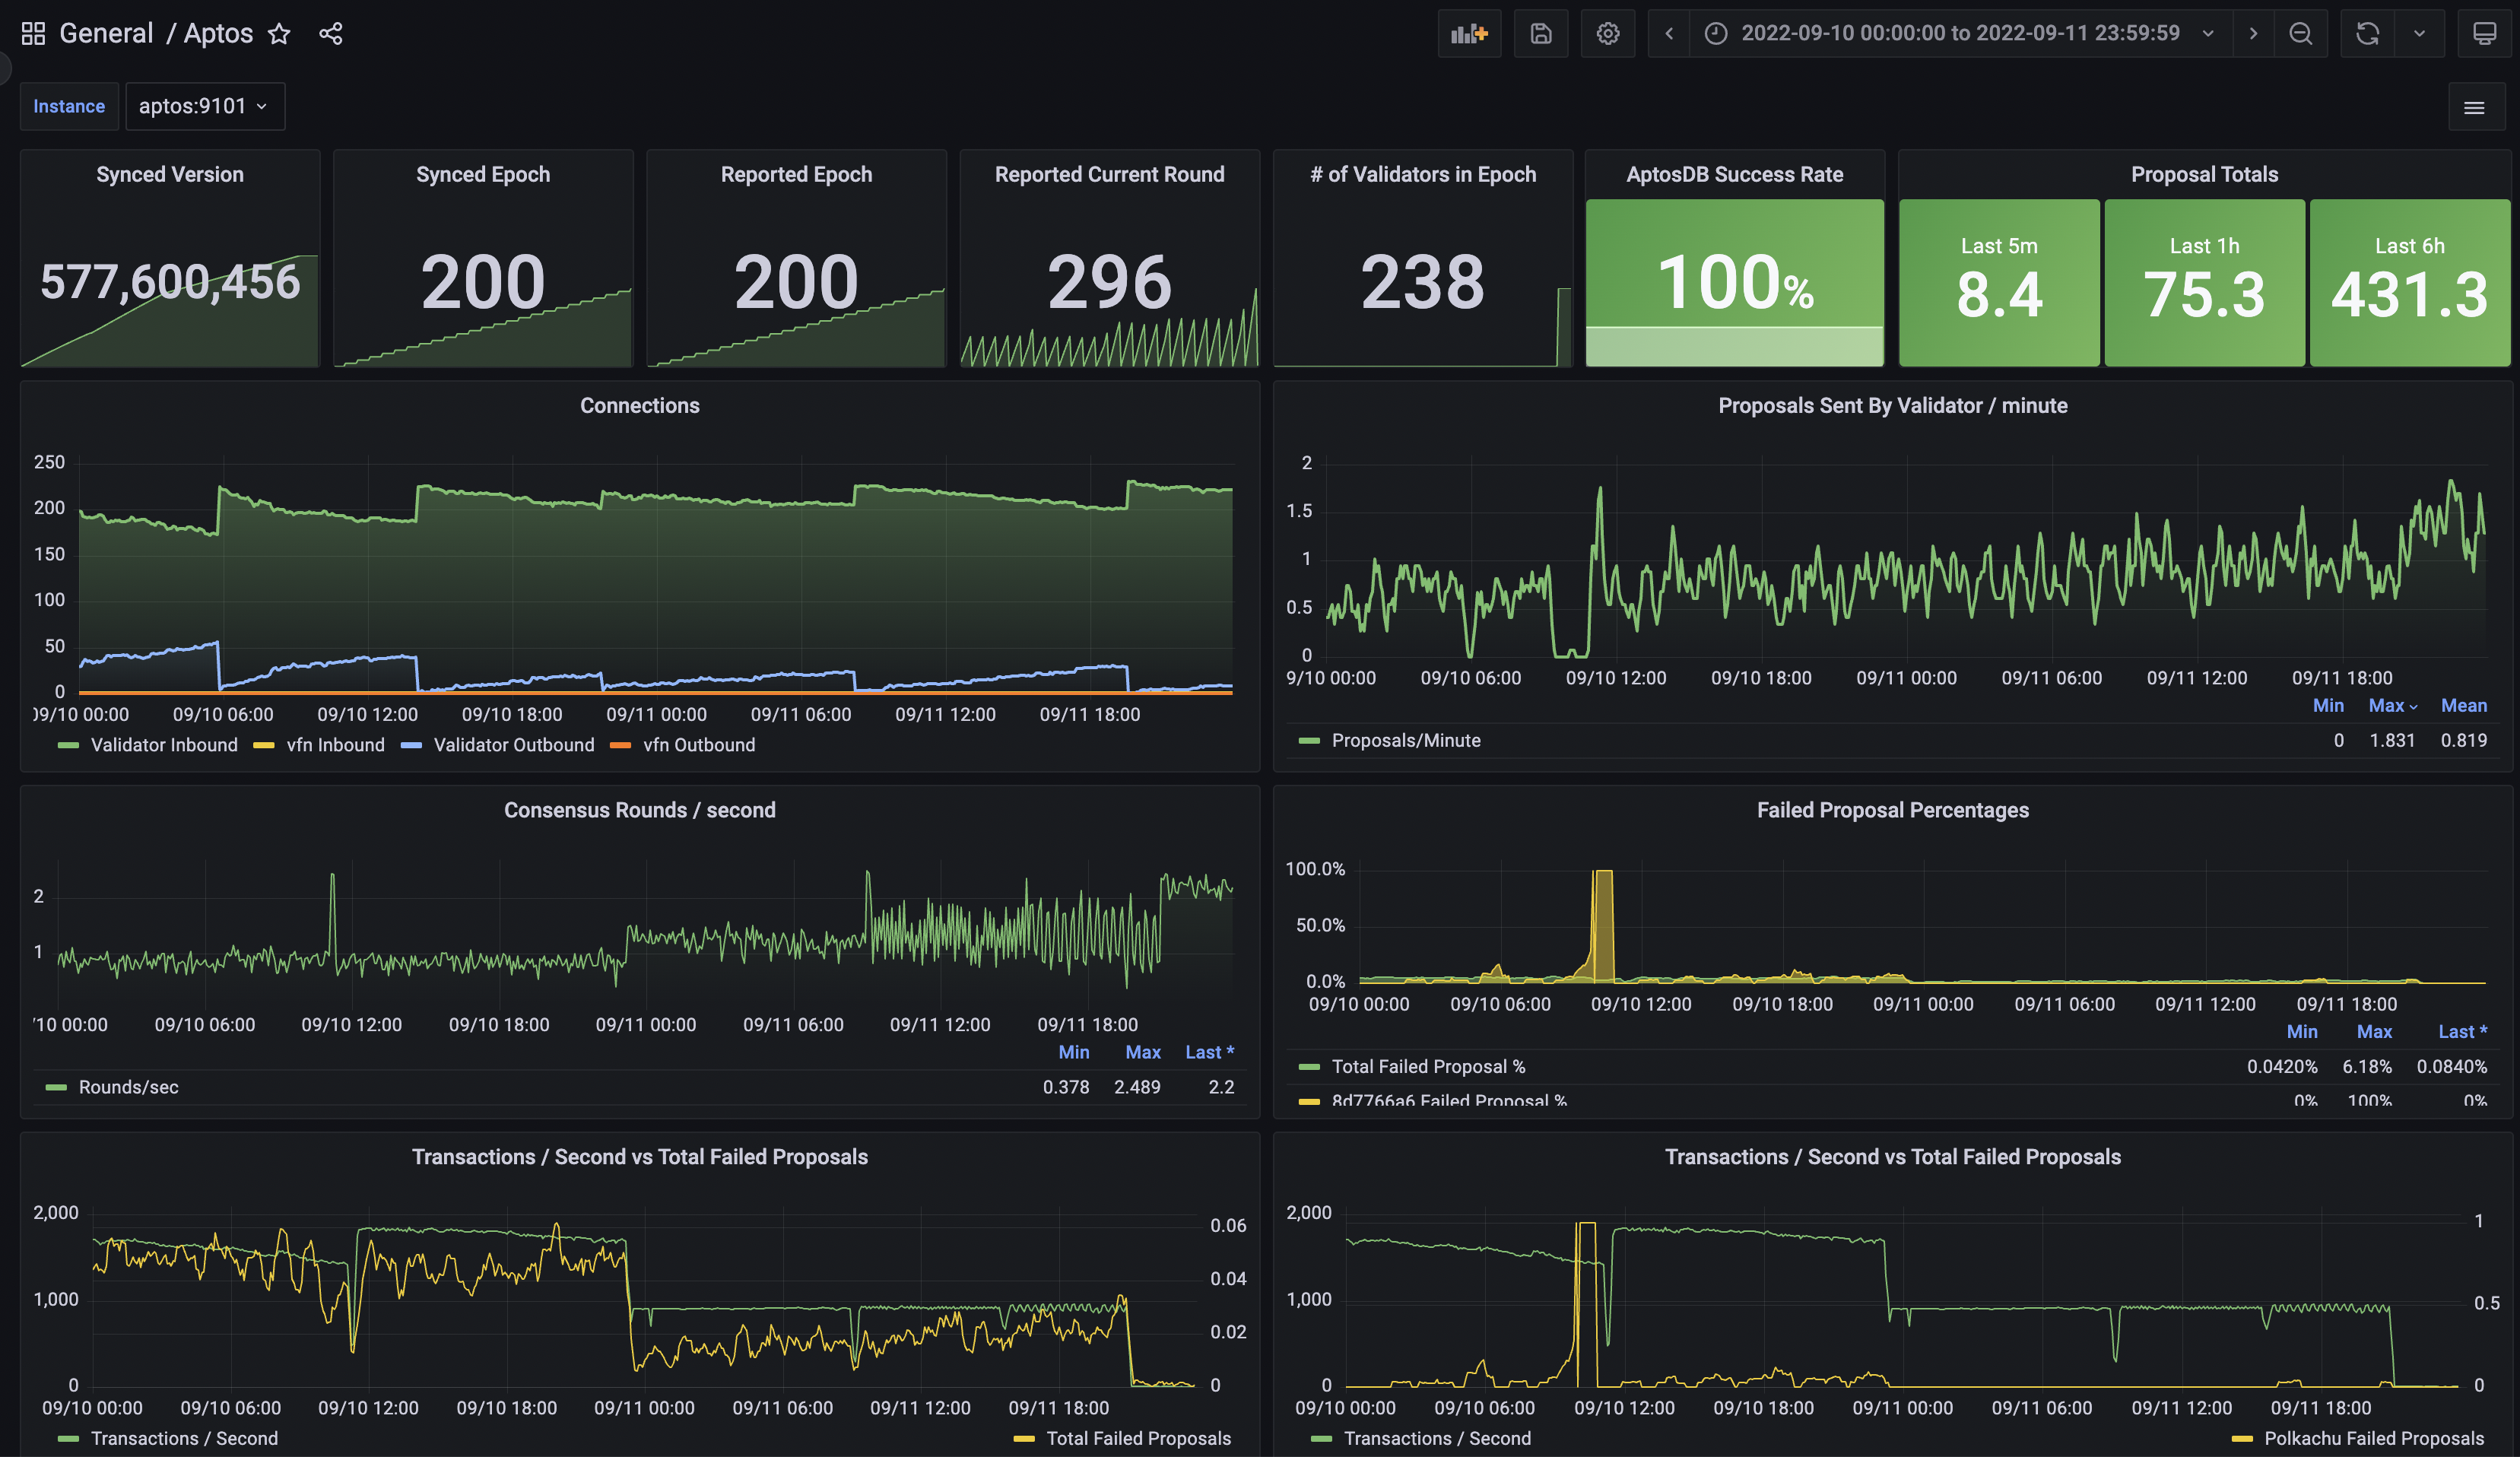 General / Aptos
2022-09-10 00:00:00 to 2022-09-11 23:59:59
Instance aptos:9101
Synced Version
577,600,456
Synced Epoch
200
Reported Epoch
200
Reported Current Round
296
# of Validators in Epoch
238
AptosDB Success Rate
100%
Proposal Totals
Last 5m
8.4
Last 1h
75.3
Last 6h
431.3
Connections
250
200
150
100
50
0
09/10 00:00 09/10 06:00 09/10 12:00 09/10 18:00 09/11 00:00 09/11 06:00 09/11 12:00 09/11 18:00
Validator Inbound vfn Inbound Validator Outbound vfn Outbound
Proposals Sent By Validator / minute
2
1.5
1
0.5
0
9/10 00:00 09/10 06:00 09/10 12:00 09/10 18:00 09/11 00:00 09/11 06:00 09/11 12:00 09/11 18:00
Min Max Mean
Proposals/Minute 0 1.831 0.819
Consensus Rounds / second
2
1
'10 00:00 09/10 06:00 09/10 12:00 09/10 18:00 09/11 00:00 09/11 06:00 09/11 12:00 09/11 18:00
Min Max Last *
Rounds/sec 0.378 2.489 2.2
Failed Proposal Percentages
100.0%
50.0%
0.0%
09/10 00:00 09/10 06:00 09/10 12:00 09/10 18:00 09/11 00:00 09/11 06:00 09/11 12:00 09/11 18:00
Min Max Last *
Total Failed Proposal % 0.0420% 6.18% 0.0840%
8d7766a6 Failed Proposal % 0% 100% 0%
Transactions / Second vs Total Failed Proposals
2,000
1,000
0
0.06
0.04
0.02
0
09/10 00:00 09/10 06:00 09/10 12:00 09/10 18:00 09/11 00:00 09/11 06:00 09/11 12:00 09/11 18:00
Transactions / Second Total Failed Proposals
Transactions / Second vs Total Failed Proposals
2,000
1,000
0
1
0.5
0
09/10 00:00 09/10 06:00 09/10 12:00 09/10 18:00 09/11 00:00 09/11 06:00 09/11 12:00 09/11 18:00
Transactions / Second Polkachu Failed Proposals